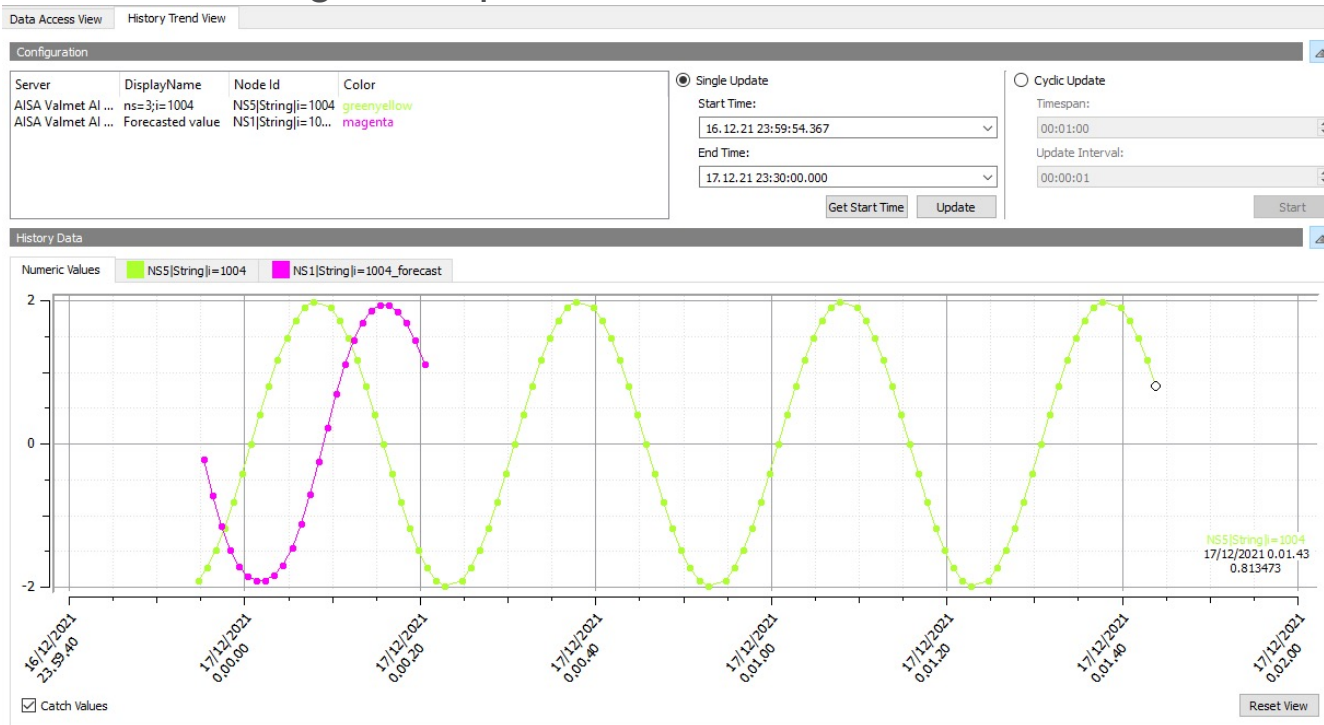 Data Access View History Trend View
Configuration
Server DisplayName Node Id Color
AISA Valmet AI ... ns=3;i=1004 NS5|String|i=1004 greenyellow
AISA Valmet AI ... Forecasted value NS1|String|i=10... magenta
Single Update
Start Time:
16.12.21 23:59:54.367
End Time:
17.12.21 23:30:00.000
Get Start Time Update
Cyclic Update
Timespan:
00:01:00
Update Interval:
00:00:01
Start
History Data
Numeric Values NS5|String|i=1004 NS1|String|i=1004_forecast
2
0
-2
NS5|String|i=1004
17/12/2021 0.01.43
0.813473
16/12/2021
23.59.40
17/12/2021
0.00.00
17/12/2021
0.00.20
17/12/2021
0.00.40
17/12/2021
0.01.00
17/12/2021
0.01.20
17/12/2021
0.01.40
17/12/2021
0.02.00
Catch Values
Reset View